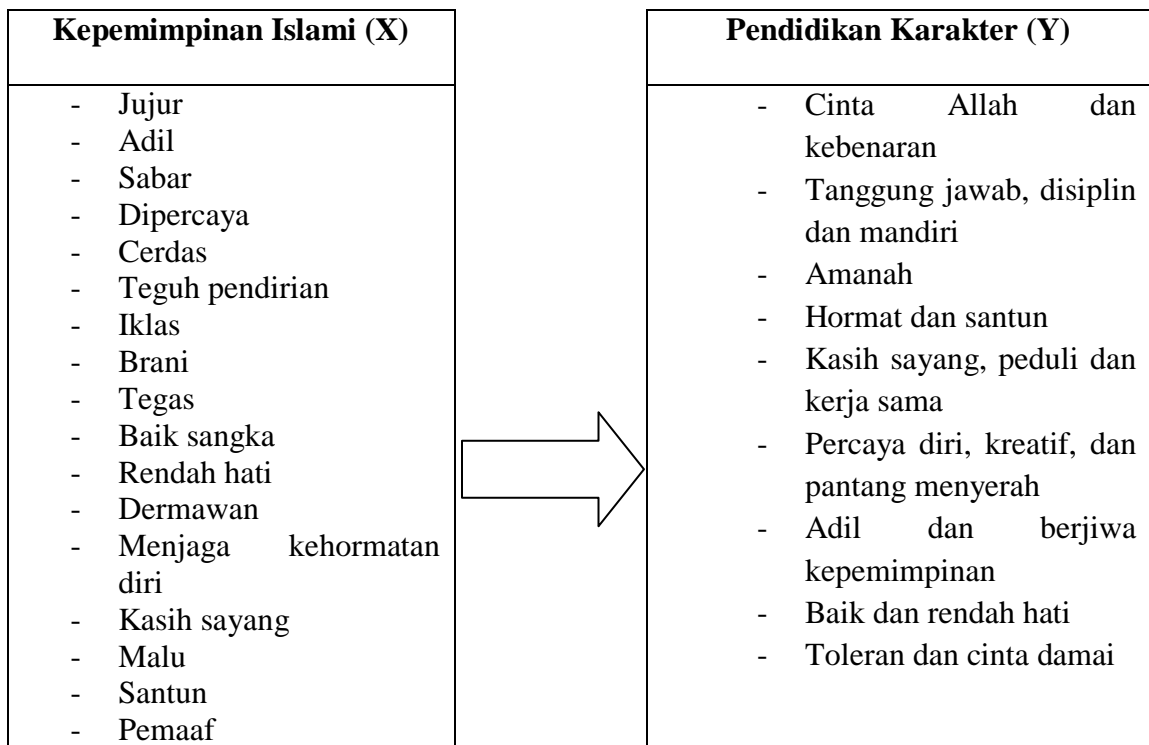 Kepemimpinan Islami (X)
- Jujur
- Adil
- Sabar
- Dipercaya
- Cerdas
- Teguh pendirian
- Iklas
- Brani
- Tegas
- Baik sangka
- Rendah hati
- Dermawan
- Menjaga kehormatan
diri
- Kasih sayang
- Malu
- Santun
- Pemaaf
Pendidikan Karakter (Y)
- Cinta Allah dan
kebenaran
- Tanggung jawab, disiplin
dan mandiri
- Amanah
- Hormat dan santun
- Kasih sayang, peduli dan
kerja sama
- Percaya diri, kreatif, dan
pantang menyerah
- Adil dan berjiwa
kepemimpinan
- Baik dan rendah hati
- Toleran dan cinta damai